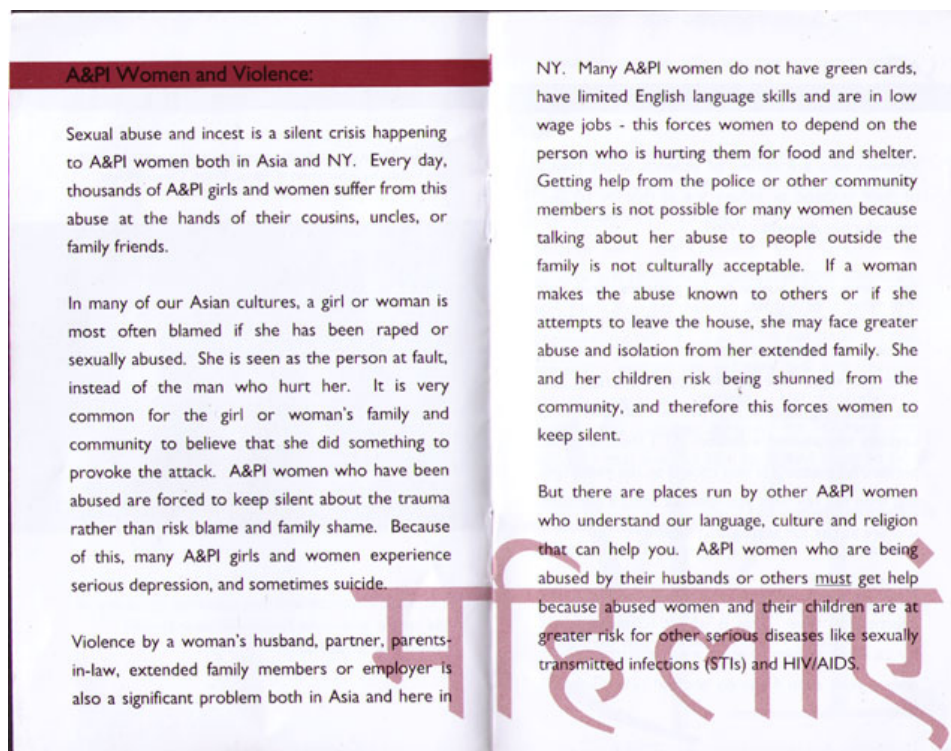 A&PI Women and Violence:
Sexual abuse and incest is a silent crisis happening
to A&PI women both in Asia and NY. Every day,
thousands of A&PI girls and women suffer from this
abuse at the hands of their cousins, uncles, or
family friends.
In many of our Asian cultures, a girl or woman is
most often blamed if she has been raped or
sexually abused. She is seen as the person at fault,
instead of the man who hurt her. It is very
common for the girl or woman's family and
community to believe that she did something to
provoke the attack. A&PI women who have been
abused are forced to keep silent about the trauma
rather than risk blame and family shame. Because
of this, many A&PI girls and women experience
serious depression, and sometimes suicide.
Violence by a woman's husband, partner, parents-
in-law, extended family members or employer is
also a significant problem both in Asia and here in
NY. Many A&PI women do not have green cards,
have limited English language skills and are in low
wage jobs - this forces women to depend on the
person who is hurting them for food and shelter.
Getting help from the police or other community
members is not possible for many women because
talking about her abuse to people outside the
family is not culturally acceptable. If a woman
makes the abuse known to others or if she
attempts to leave the house, she may face greater
abuse and isolation from her extended family. She
and her children risk being shunned from the
community, and therefore this forces women to
keep silent.
But there are places run by other A&PI women
who understand our language, culture and religion
that can help you. A&PI women who are being
abused by their husbands or others must get help
because abused women and their children are at
greater risk for other serious diseases like sexually
transmitted infections (STIs) and HIV/AIDS.
महिलाएं